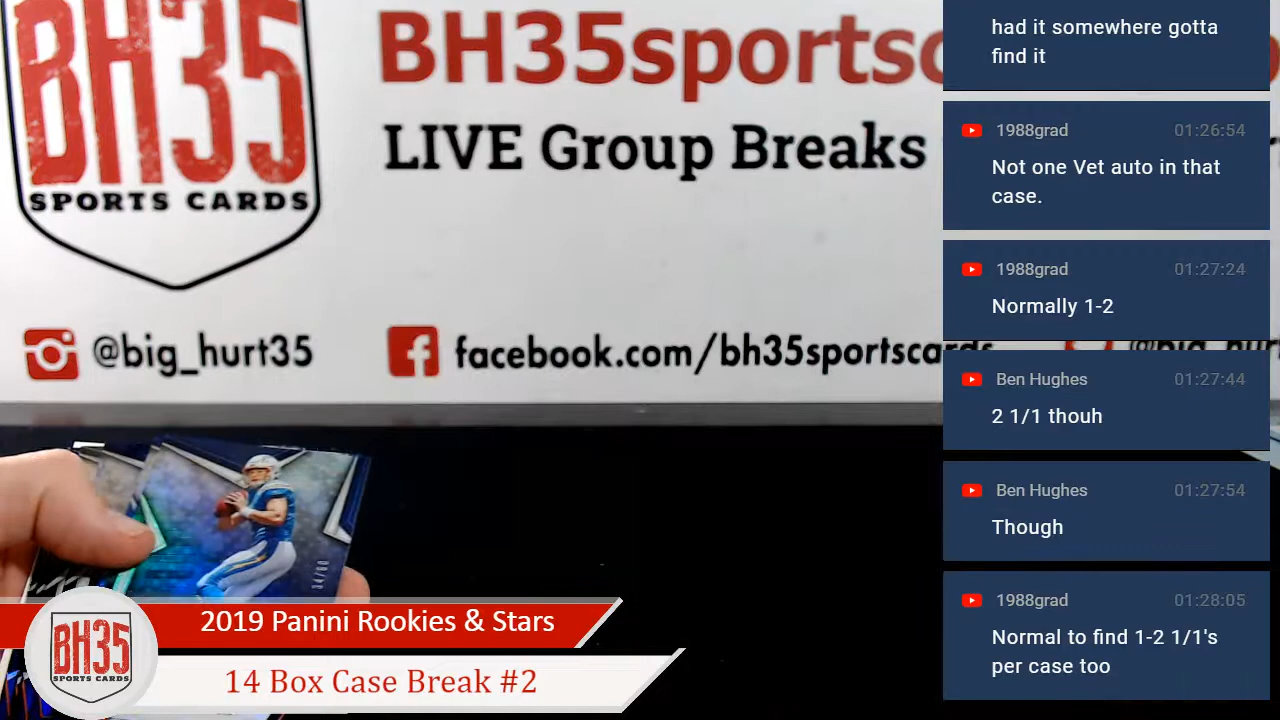 BH35
SPORTS CARDS
BH35sportsc
LIVE Group Breaks
@big_hurt35
facebook.com/bh35sportscards
@big_hurt
had it somewhere gotta
find it
1988grad 01:26:54
Not one Vet auto in that
case.
1988grad 01:27:24
Normally 1-2
Ben Hughes 01:27:44
2 1/1 thouh
Ben Hughes 01:27:54
Though
1988grad 01:28:05
Normal to find 1-2 1/1's
per case too
BH35
SPORTS CARDS
2019 Panini Rookies & Stars
14 Box Case Break #2